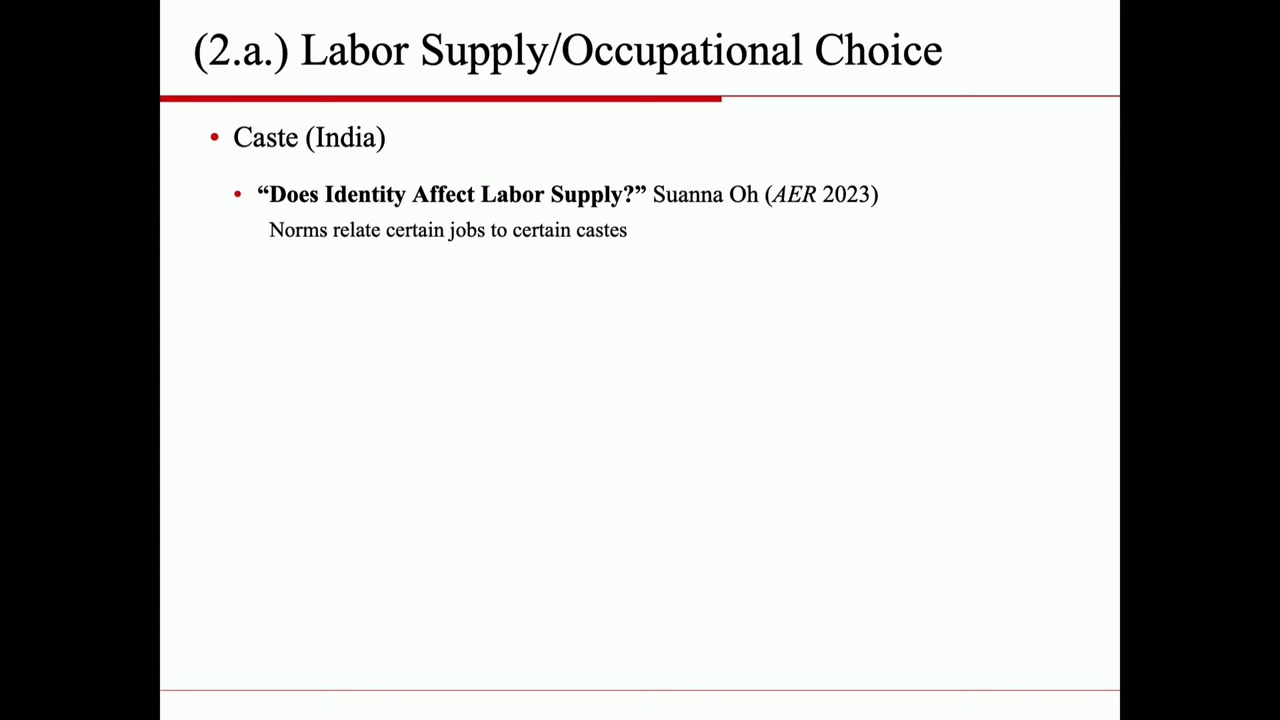 (2.a.) Labor Supply/Occupational Choice
• Caste (India)
• “Does Identity Affect Labor Supply?” Suanna Oh (AER 2023)
Norms relate certain jobs to certain castes